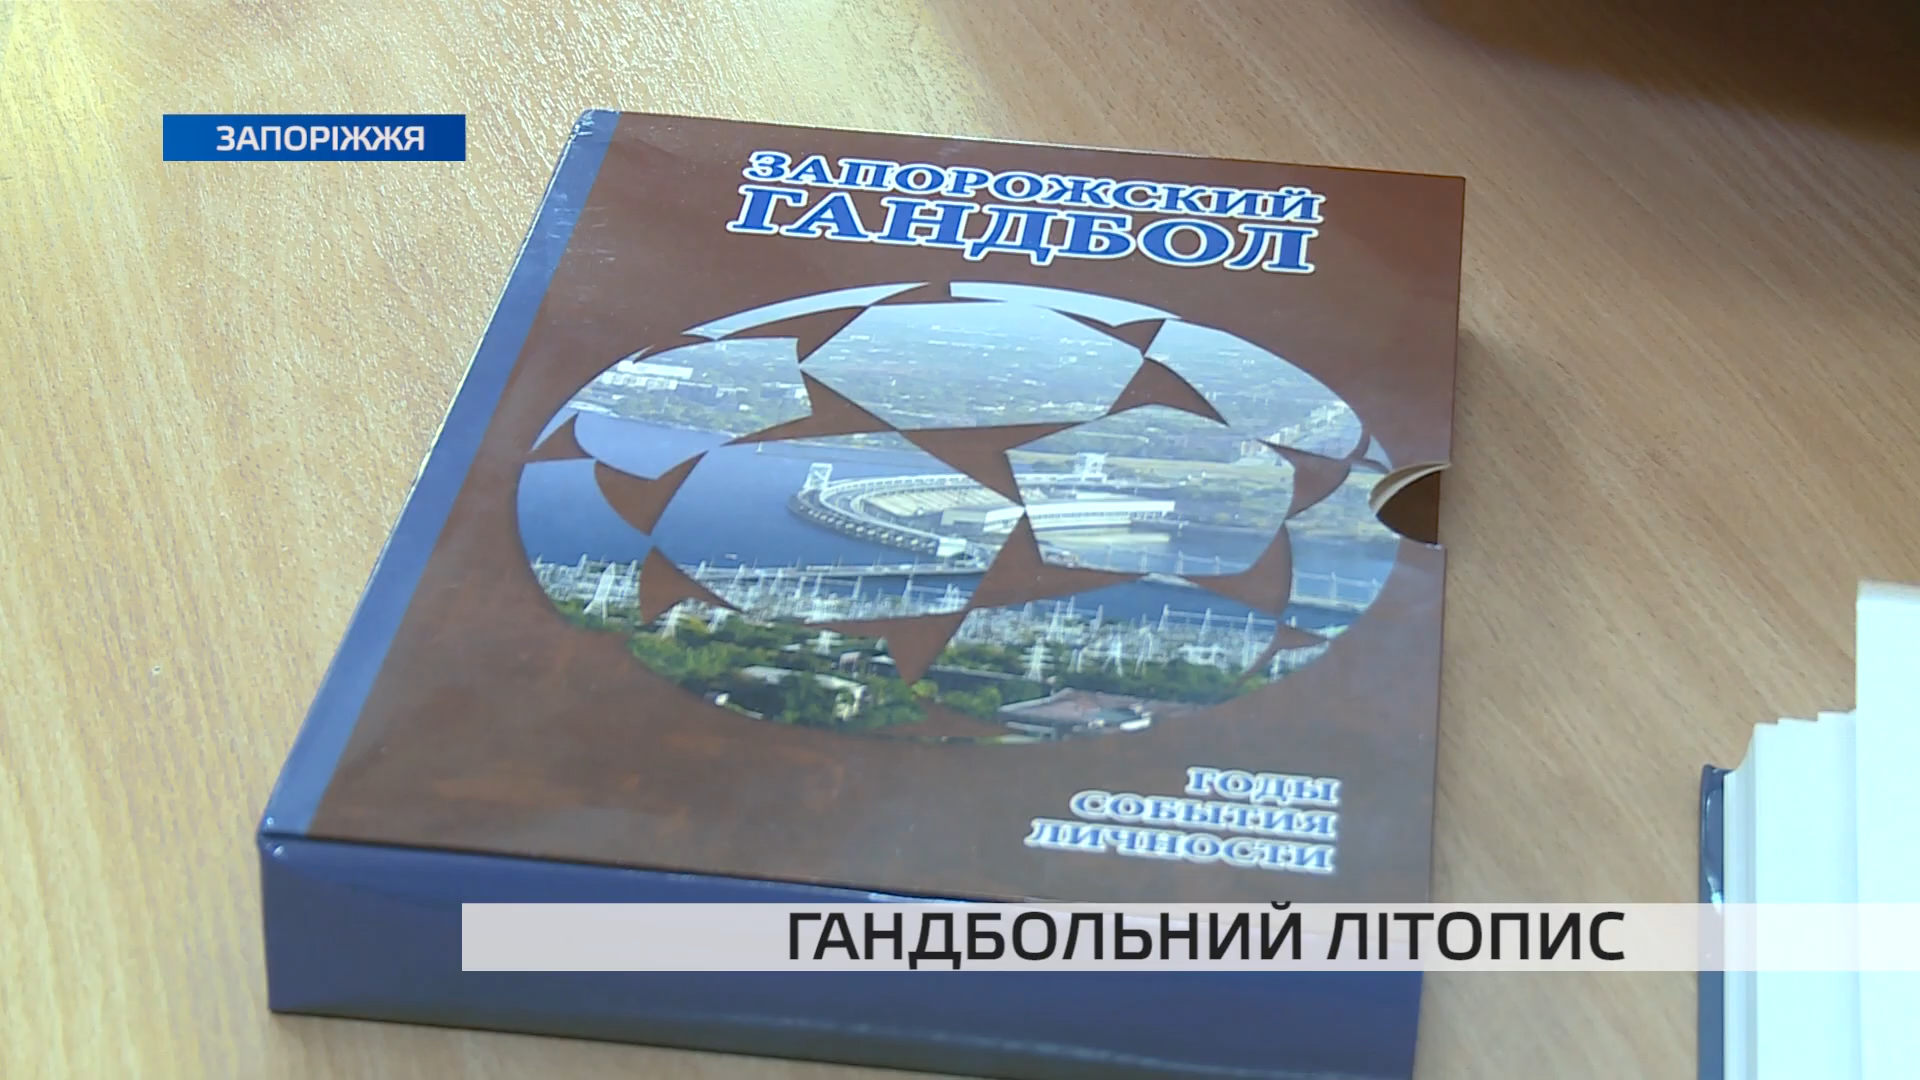 ЗАПОРІЖЖЯ
ЗАПОРОЖСКИЙ
ГАНДБОЛ
ГОДЫ
СОБЫТИЯ
ЛИЧНОСТИ
ГАНДБОЛЬНИЙ ЛІТОПИС